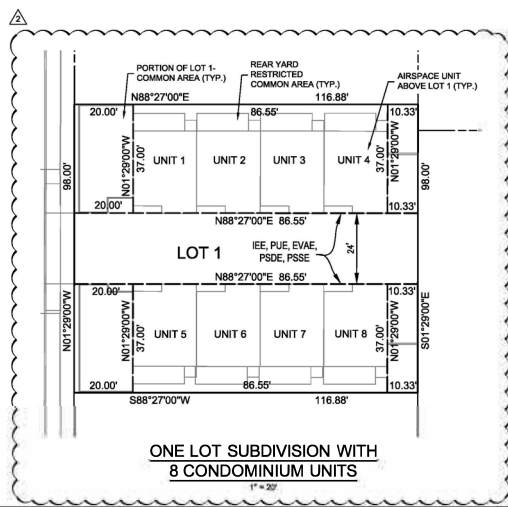 2
PORTION OF LOT 1-
COMMON AREA (TYP.)
REAR YARD
RESTRICTED
COMMON AREA (TYP.)
AIRSPACE UNIT
ABOVE LOT 1 (TYP.)
N88°27'00"E 116.88'
20.00' 86.55' 10.33'
98.00'
N01°29'00"W
37.00'
UNIT 1
UNIT 2
UNIT 3
UNIT 4
37.00'
N01°29'00"W
98.00'
20.00'
10.33'
N88°27'00"E 86.55'
LOT 1
IEE, PUE, EVAE,
PSDE, PSSE
24'
N88°27'00"E 86.55'
20.00'
10.33'
N01°29'00"W
N01°29'00"W
37.00'
UNIT 5
UNIT 6
UNIT 7
UNIT 8
37.00'
N01°29'00"W
S01°29'00"E
20.00' 86.55' 10.33'
S88°27'00"W 116.88'
ONE LOT SUBDIVISION WITH
8 CONDOMINIUM UNITS
1" = 20'